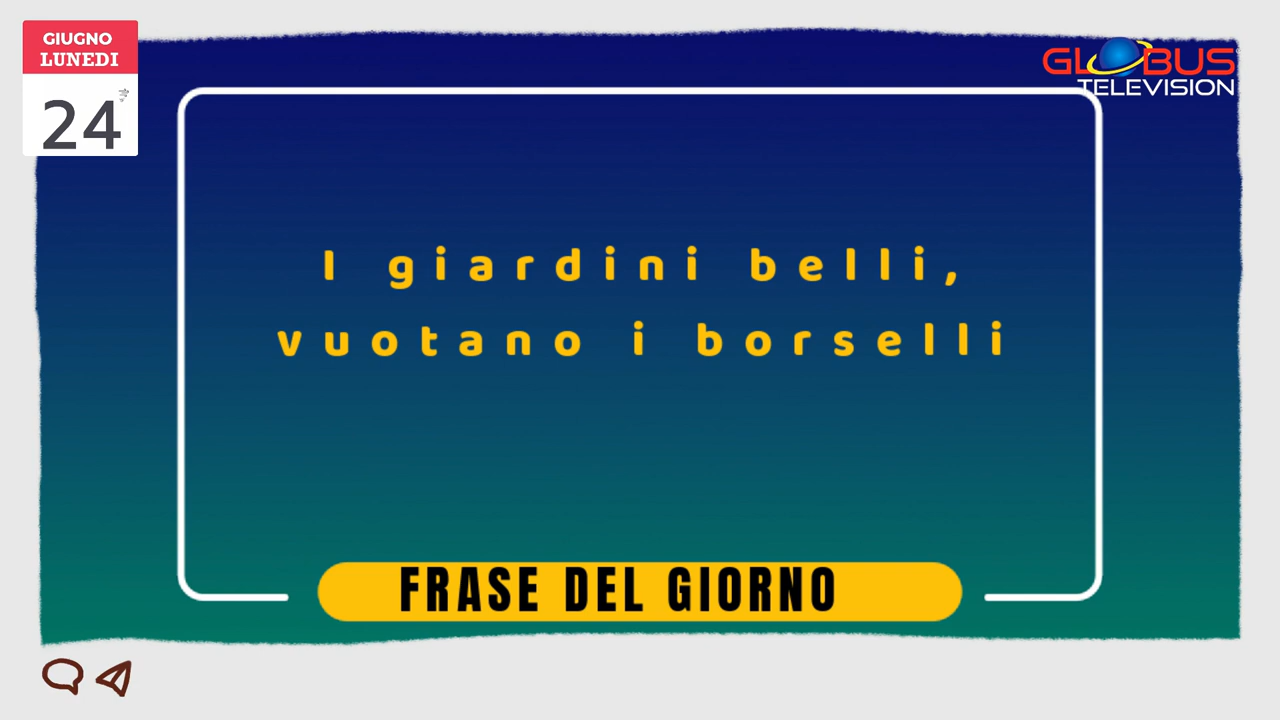 GIUGNO
LUNEDI
24
GLOBUS
TELEVISION
I giardini belli,
vuotano i borselli
FRASE DEL GIORNO